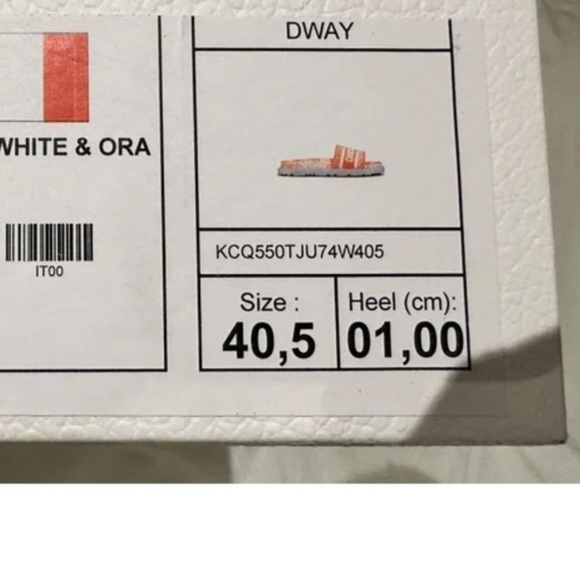 DWAY
WHITE & ORA
KCQ550TJU74W405
IT00
Size :
Heel (cm):
40,5
01,00